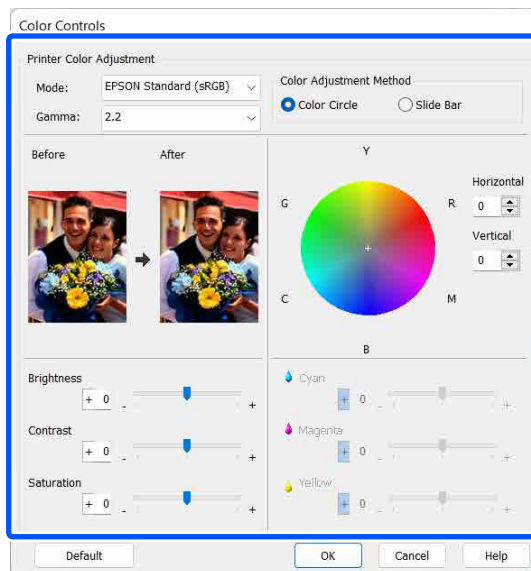 Color Controls
Printer Color Adjustment
Mode:
EPSON Standard (sRGB)
Gamma:
2.2
Color Adjustment Method
Color Circle
Slide Bar
Before
After
Y
G
R
C
M
B
Horizontal
0
Vertical
0
Brightness
+ 0
- +
Contrast
+ 0
- +
Saturation
+ 0
- +
Cyan
+ 0
- +
Magenta
+ 0
- +
Yellow
+ 0
- +
Default
OK
Cancel
Help